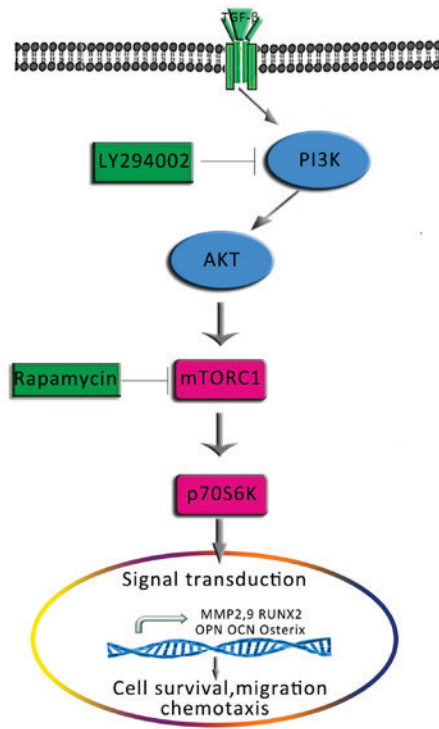 TGF-β
LY294002
PI3K
AKT
Rapamycin
mTORC1
p70S6K
Signal transduction
MMP2,9 RUNX2
OPN OCN Osterix
Cell survival,migration
chemotaxis